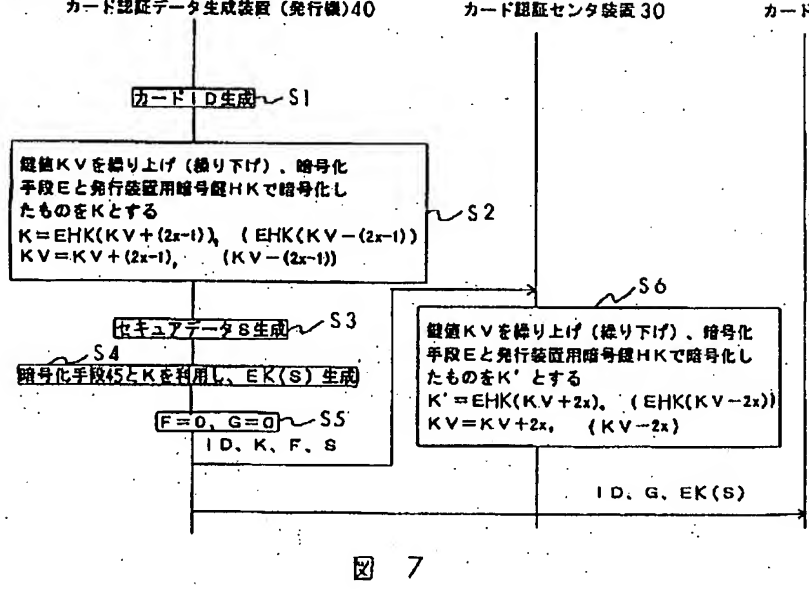 カード認証データ生成装置（発行機）40
カード認証センタ装置30
カード
カードID生成
S1
鍵値KVを繰り上げ（繰り下げ）、暗号化
手段Eと発行装置用暗号鍵HKで暗号化し
たものをKとする
K=EHK(KV+(2x-1)), (EHK(KV-(2x-1))
KV=KV+(2x-1), (KV-(2x-1))
S2
セキュアデータS生成
S3
S4
暗号化手段45とKを利用し、EK(S) 生成
F=0, G=0
S5
ID、K、F、S
S6
鍵値KVを繰り上げ（繰り下げ）、暗号化
手段Eと発行装置用暗号鍵HKで暗号化し
たものをK'とする
K'=EHK(KV+2x), (EHK(KV-2x))
KV=KV+2x, (KV-2x)
ID、G、EK(S)
図 7